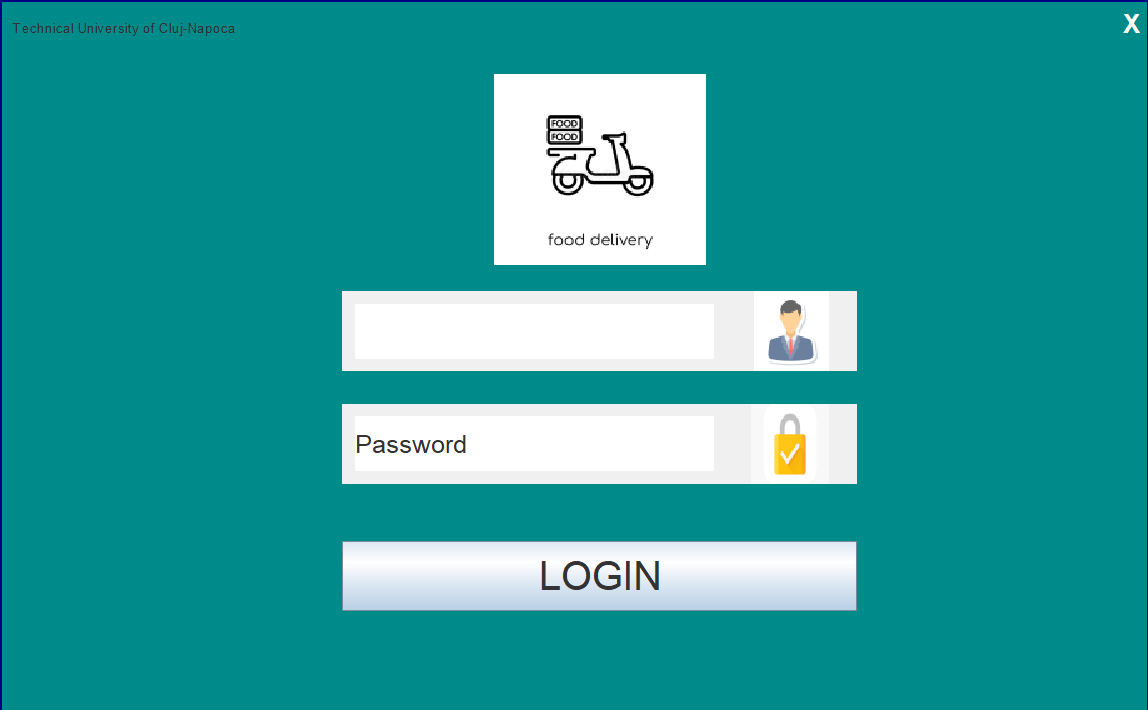 Technical University of Cluj-Napoca
X
FOOD
FOOD
food delivery
Password
LOGIN